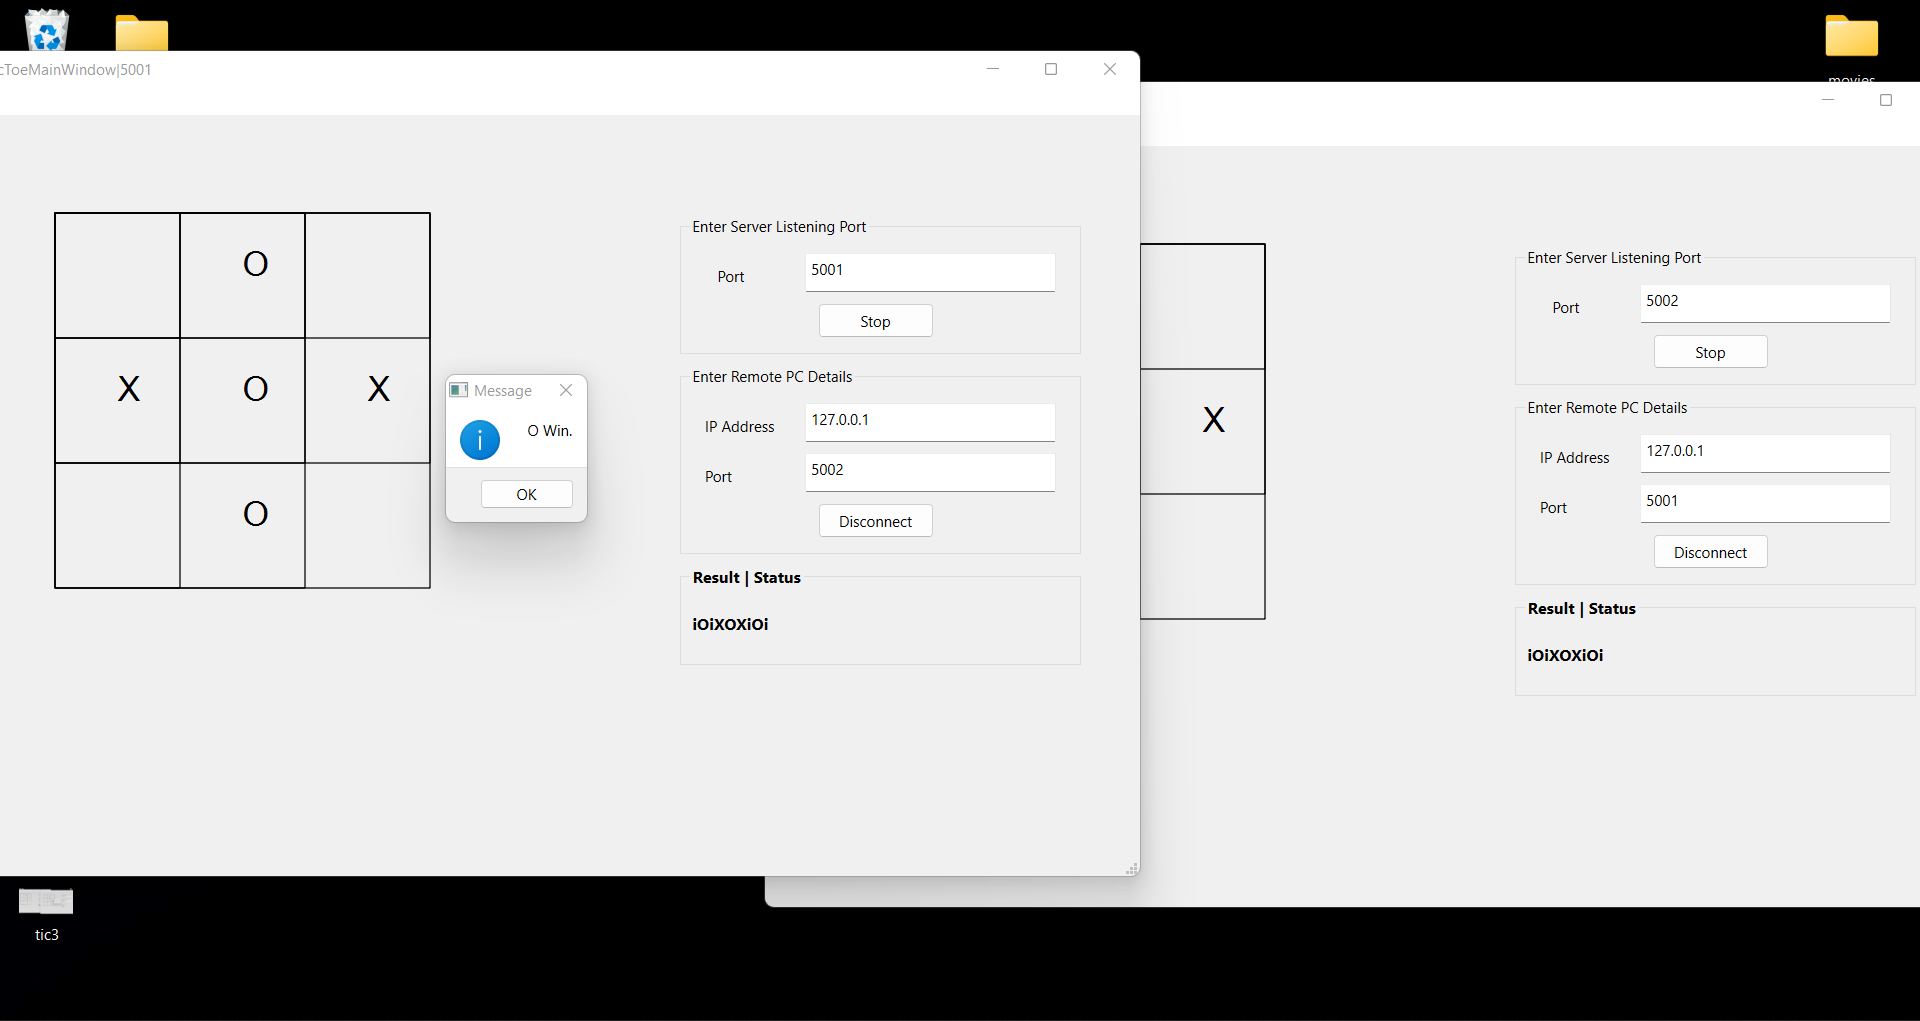 cToeMainWindow|5001
movies
O
X O X
O
Message
O Win.
OK
Enter Server Listening Port
Port 5001
Stop
Enter Remote PC Details
IP Address 127.0.0.1
Port 5002
Disconnect
Result | Status
iOiXOXiOi
X
Enter Server Listening Port
Port 5002
Stop
Enter Remote PC Details
IP Address 127.0.0.1
Port 5001
Disconnect
Result | Status
iOiXOXiOi
tic3